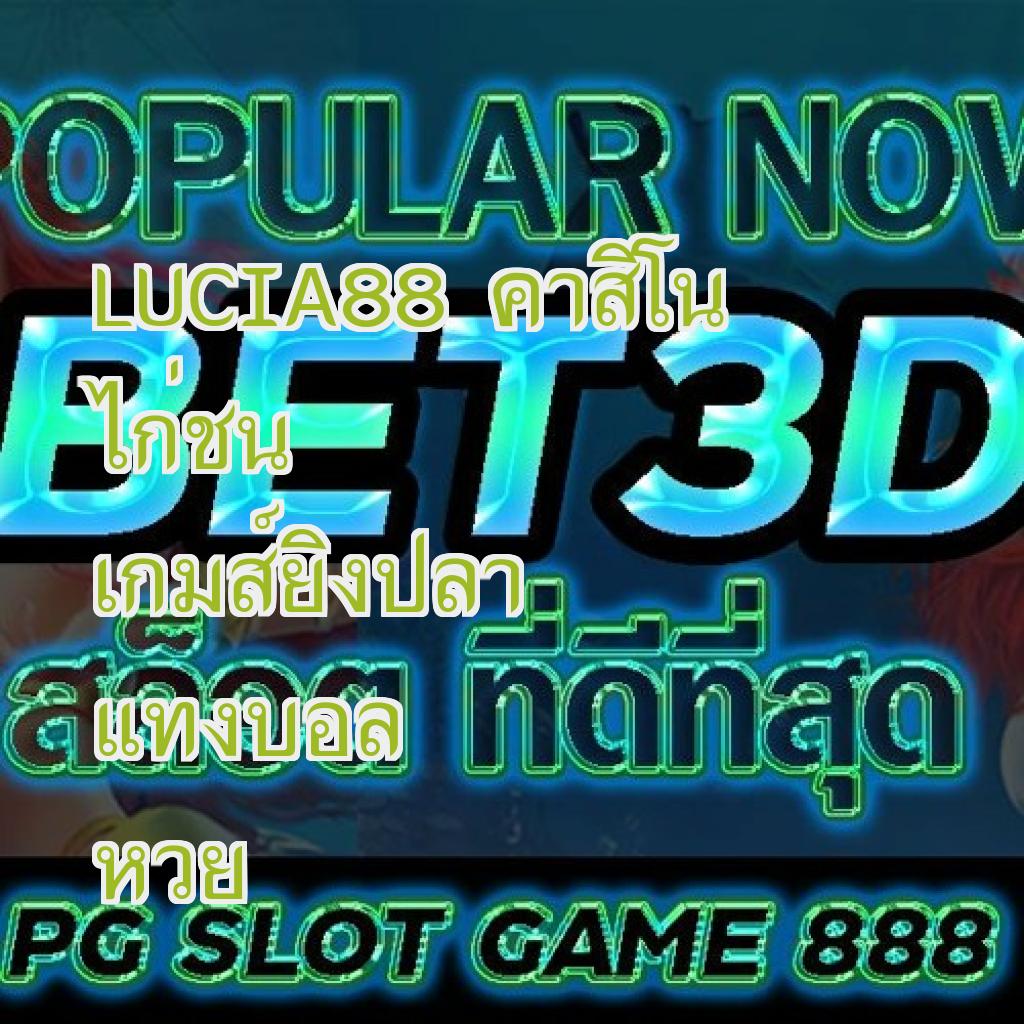 POPULAR NOW
LUCIA88 คาสิโน
BET3D
ไก่ชน
เกมส์ยิงปลา
สล็อต ที่ดีที่สุด
แทงบอล
หวย
PG SLOT GAME 888